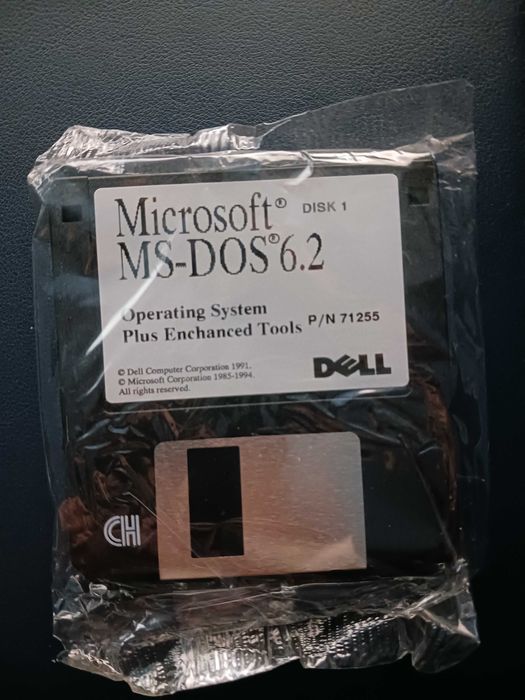 Microsoft® DISK 1
MS-DOS®6.2
Operating System
Plus Enchanced Tools P/N 71255
© Dell Computer Corporation 1991.
© Microsoft Corporation 1985-1994.
All rights reserved.
DELL
CH